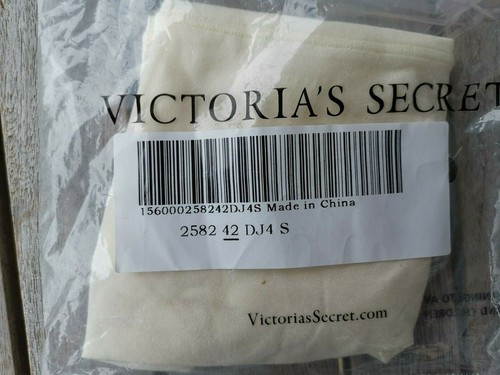 VICTORIA'S SECRET
156000258242DJ4S Made in China
2582 42 DJ4 S
VictoriasSecret.com